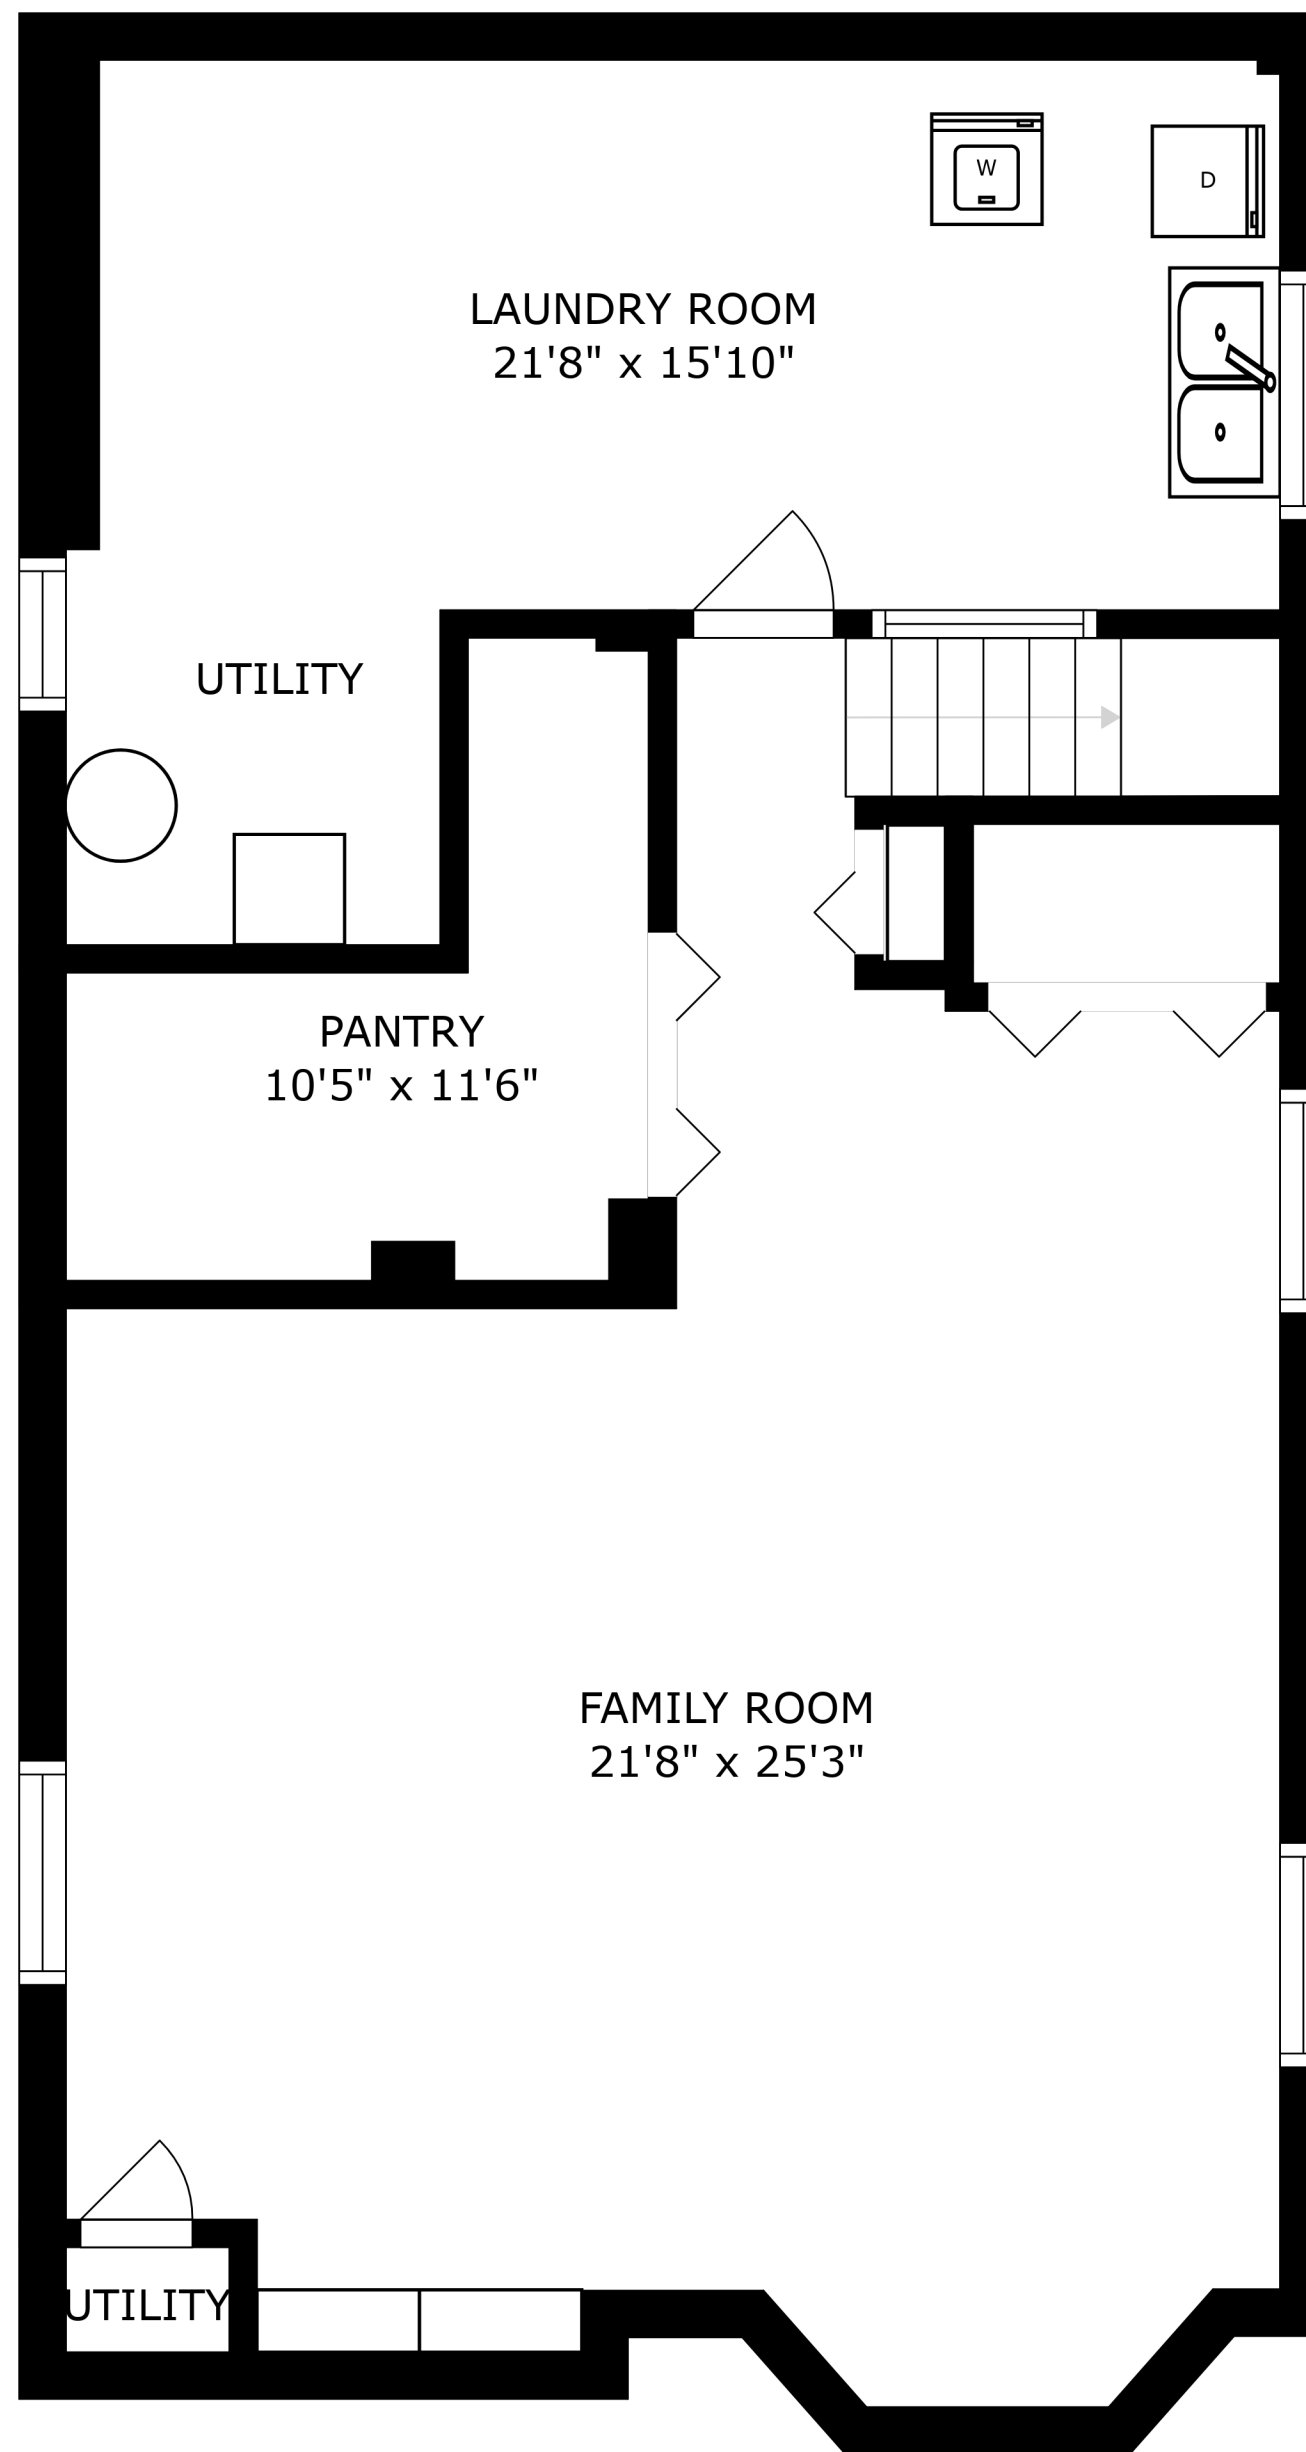 W
D
LAUNDRY ROOM
21'8" x 15'10"
UTILITY
PANTRY
10'5" x 11'6"
FAMILY ROOM
21'8" x 25'3"
UTILITY